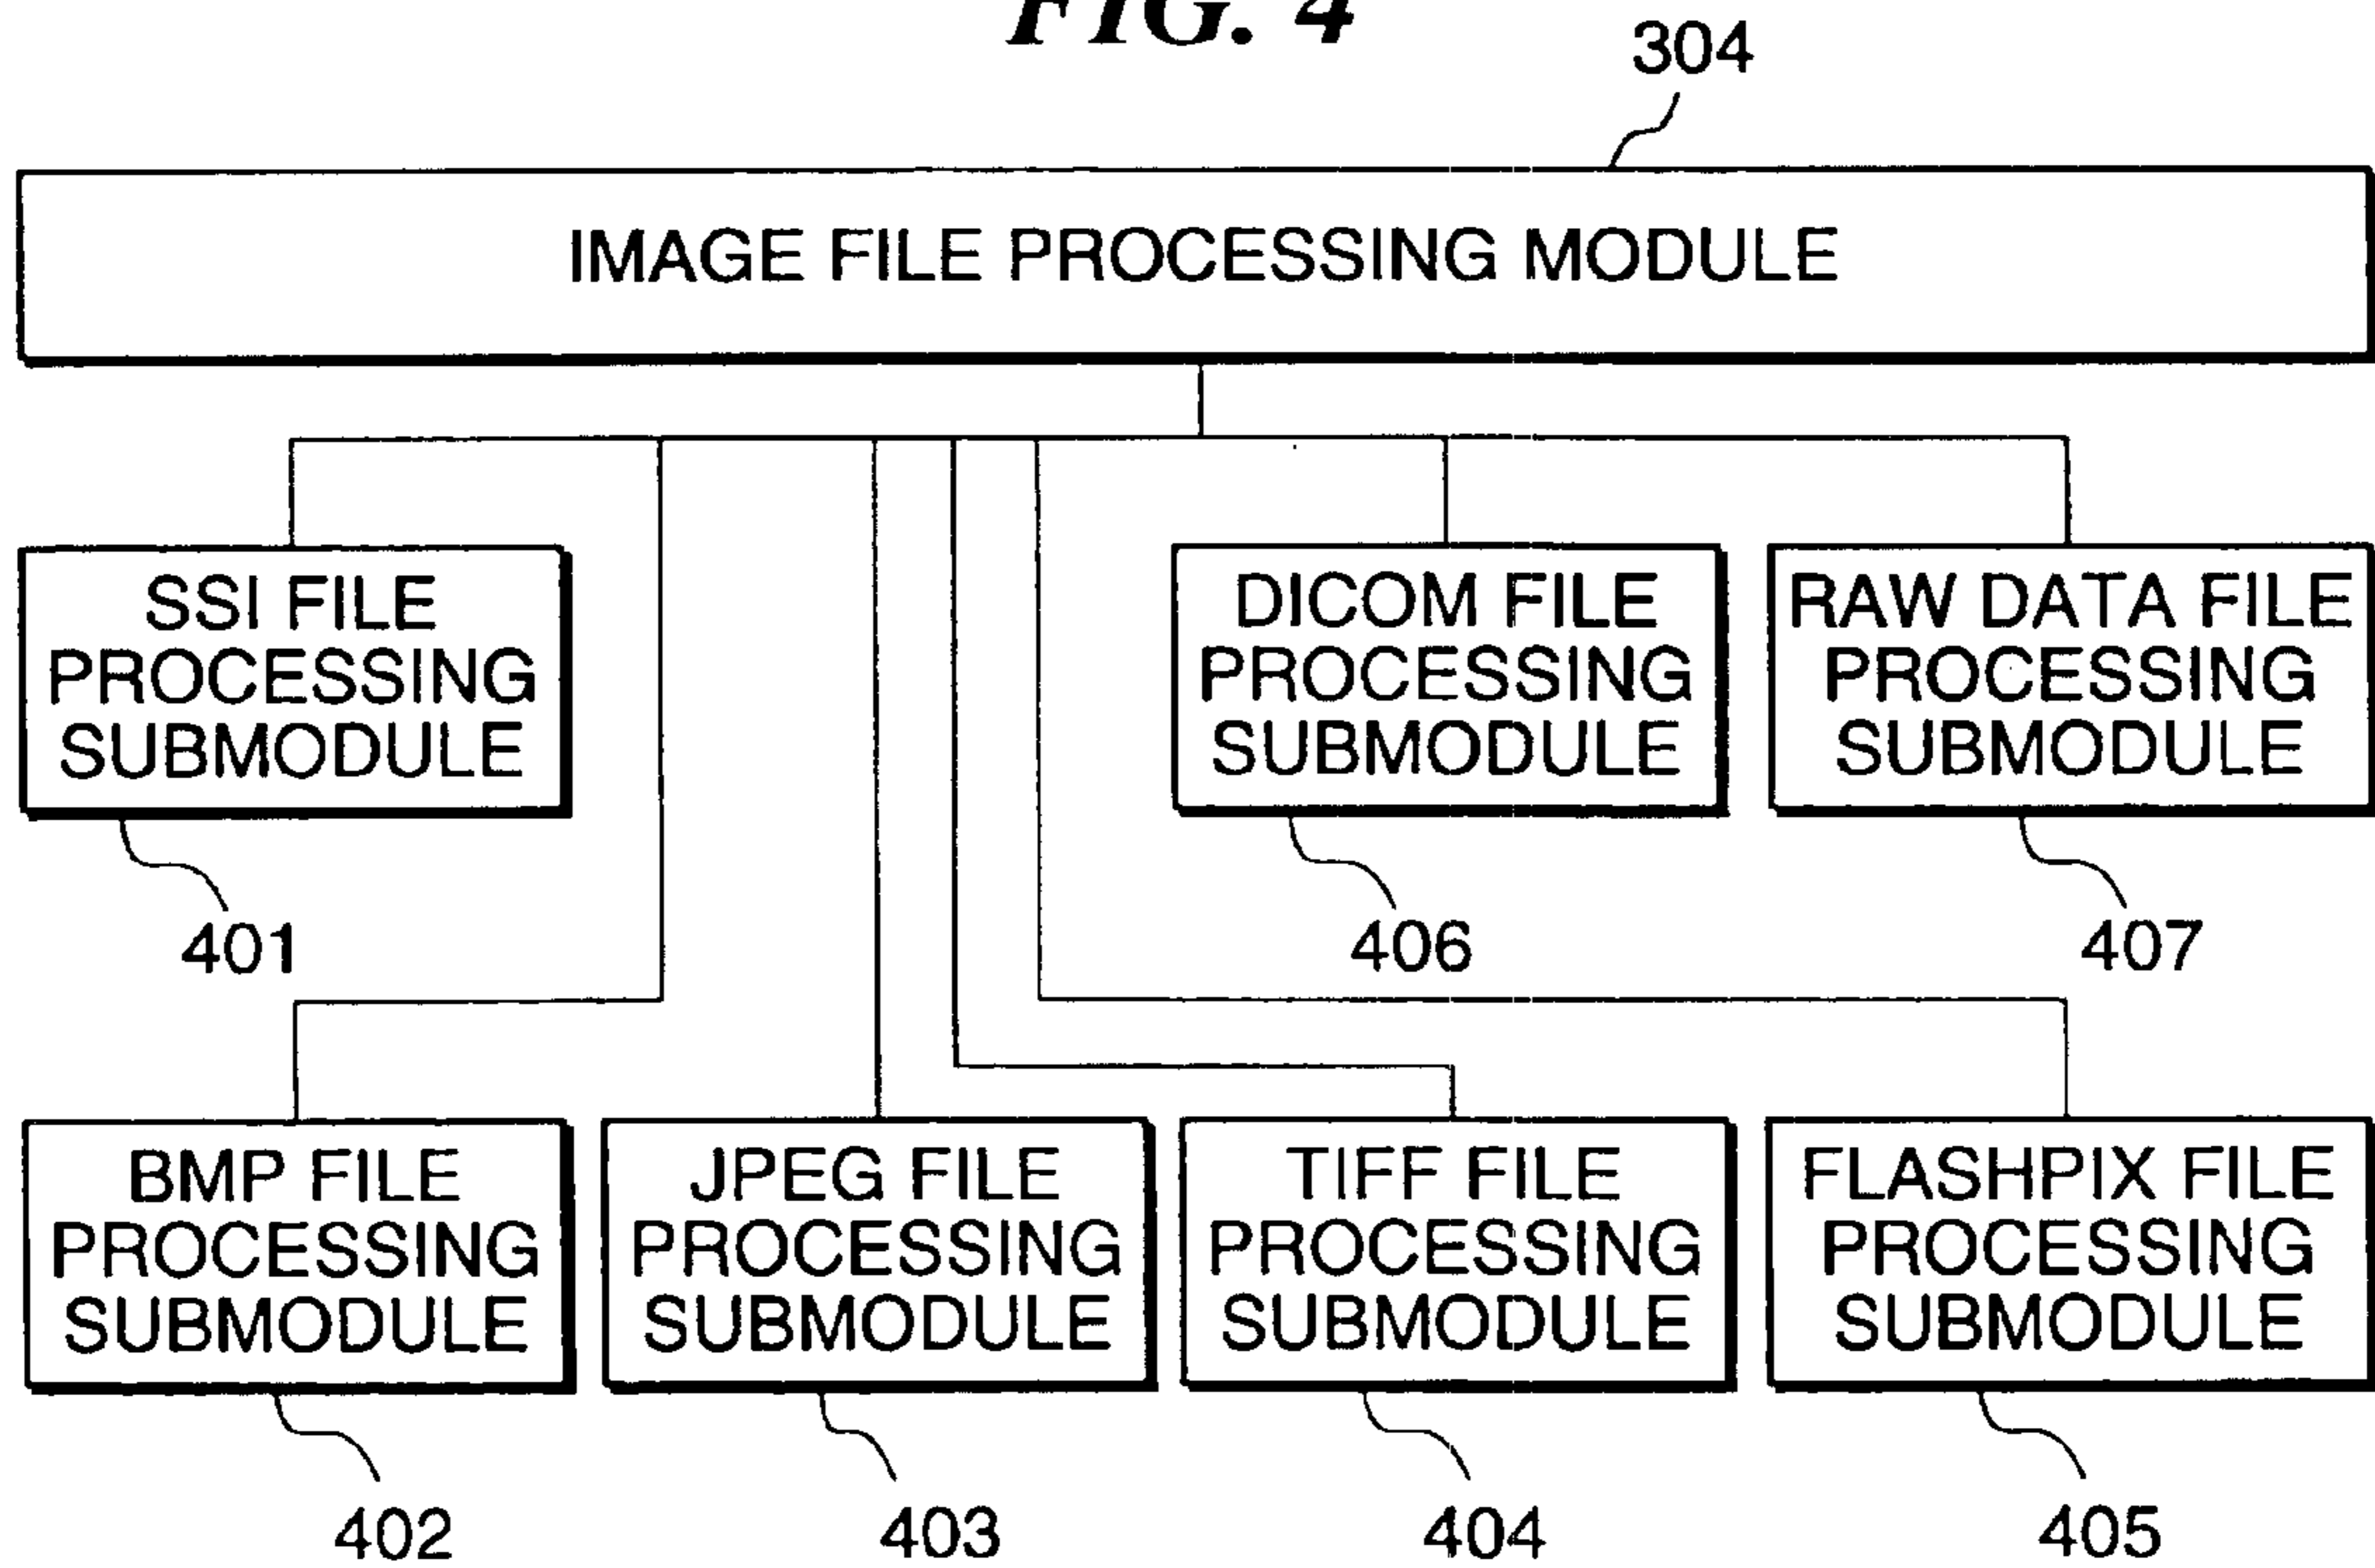 FIG. 4
304
IMAGE FILE PROCESSING MODULE
SSI FILE
PROCESSING
SUBMODULE
401
DICOM FILE
PROCESSING
SUBMODULE
406
RAW DATA FILE
PROCESSING
SUBMODULE
407
BMP FILE
PROCESSING
SUBMODULE
402
JPEG FILE
PROCESSING
SUBMODULE
403
TIFF FILE
PROCESSING
SUBMODULE
404
FLASHPIX FILE
PROCESSING
SUBMODULE
405